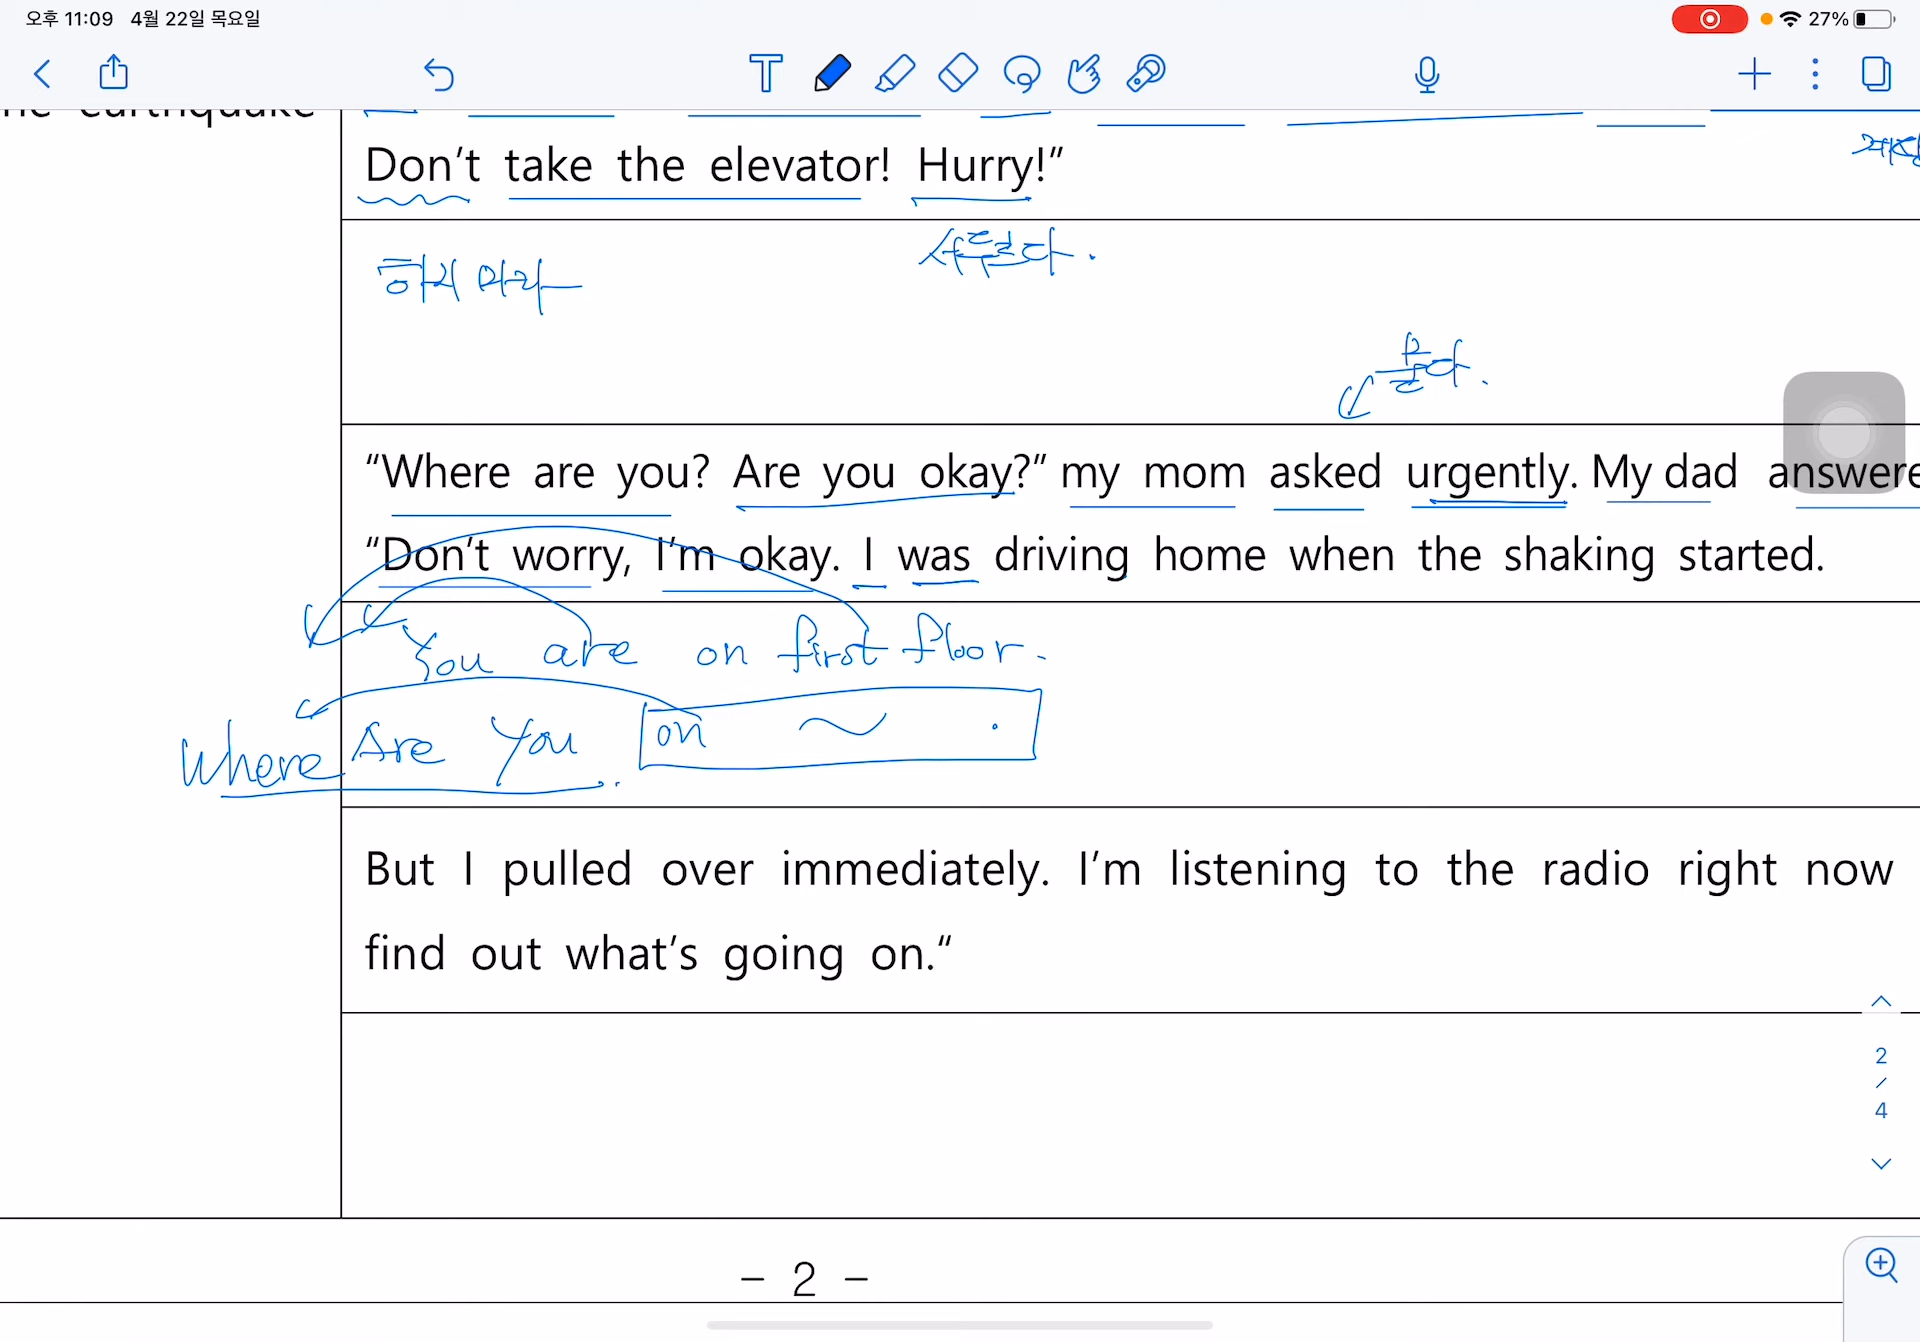 오후 11:09 4월 22일 목요일
27%
Don't take the elevator! Hurry!"
하지 마라
서두르다.
묻다.
"Where are you? Are you okay?" my mom asked urgently. My dad answere
"Don't worry, I'm okay. I was driving home when the shaking started.
You are on first floor.
Where Are you on ~ .
But I pulled over immediately. I'm listening to the radio right now
find out what's going on."
2
/
4
- 2 -